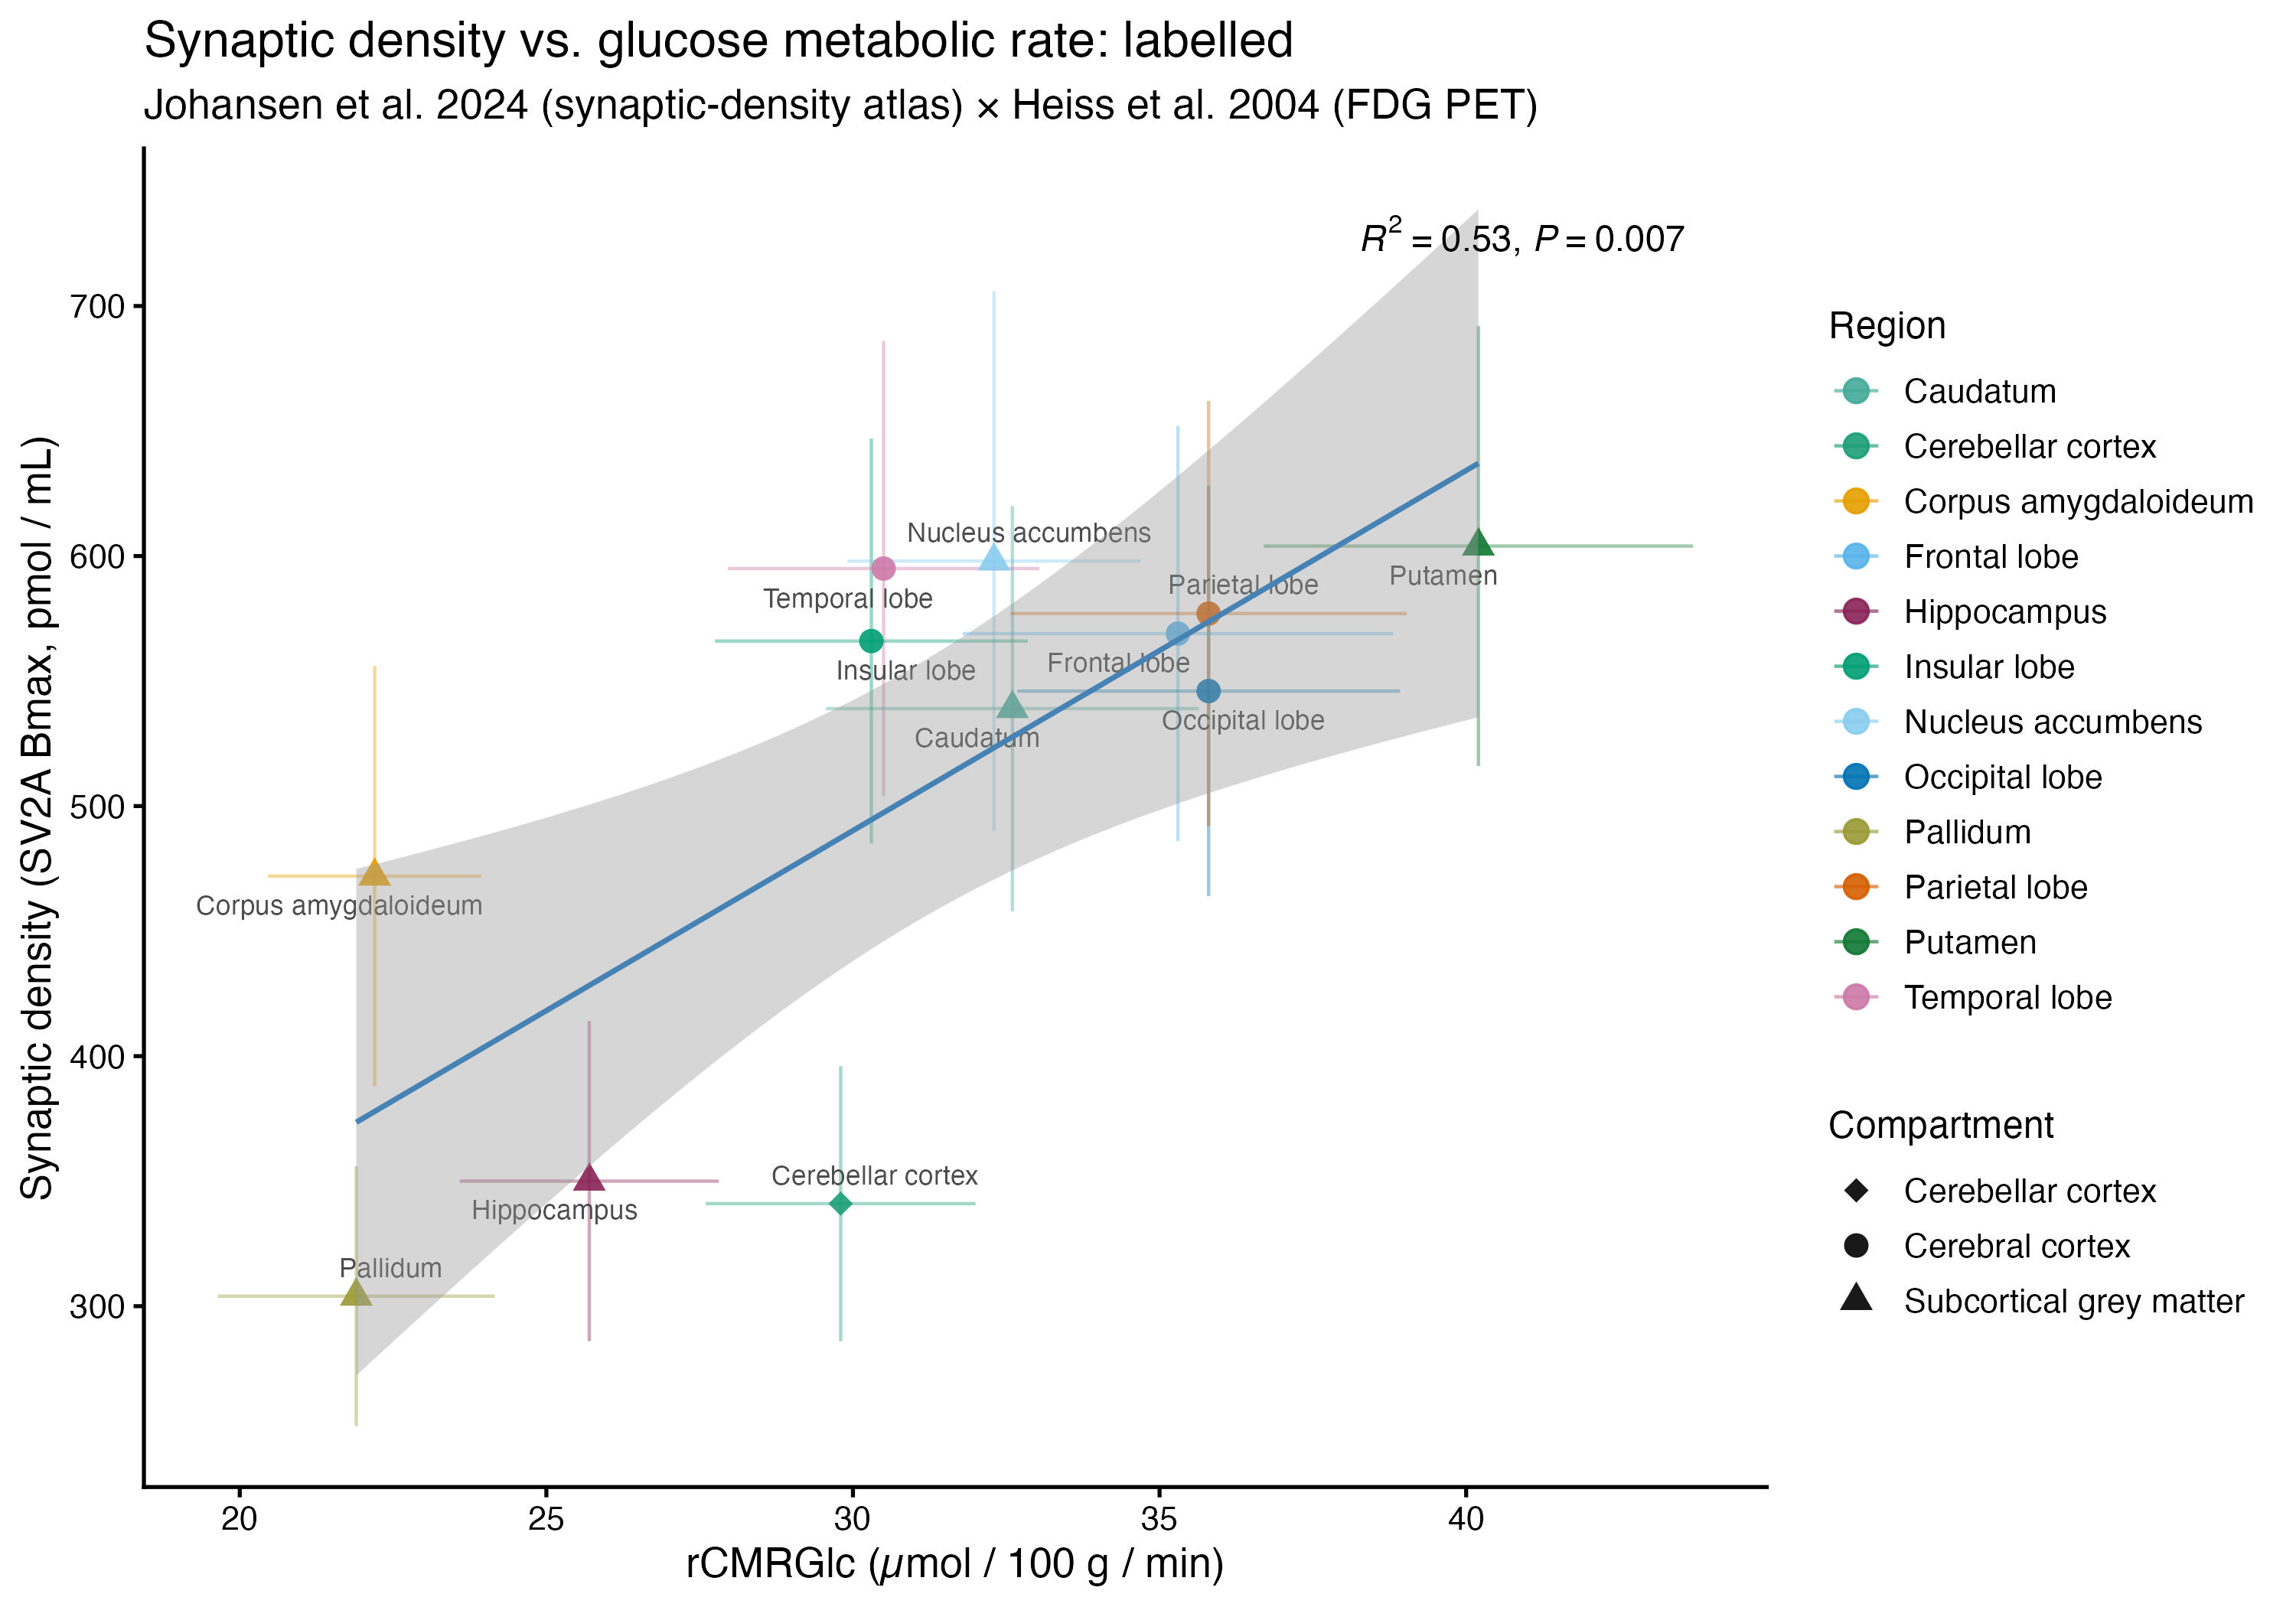 Synaptic density vs. glucose metabolic rate: labelled
Johansen et al. 2024 (synaptic-density atlas) × Heiss et al. 2004 (FDG PET)
R² = 0.53, P = 0.007
Synaptic density (SV2A Bmax, pmol / mL)
700
600
500
400
300
Nucleus accumbens
Temporal lobe
Parietal lobe
Putamen
Insular lobe
Frontal lobe
Caudatum
Occipital lobe
Corpus amygdaloideum
Cerebellar cortex
Hippocampus
Pallidum
20
25
30
35
40
rCMRGlc (μmol / 100 g / min)
Region
Caudatum
Cerebellar cortex
Corpus amygdaloideum
Frontal lobe
Hippocampus
Insular lobe
Nucleus accumbens
Occipital lobe
Pallidum
Parietal lobe
Putamen
Temporal lobe
Compartment
Cerebellar cortex
Cerebral cortex
Subcortical grey matter